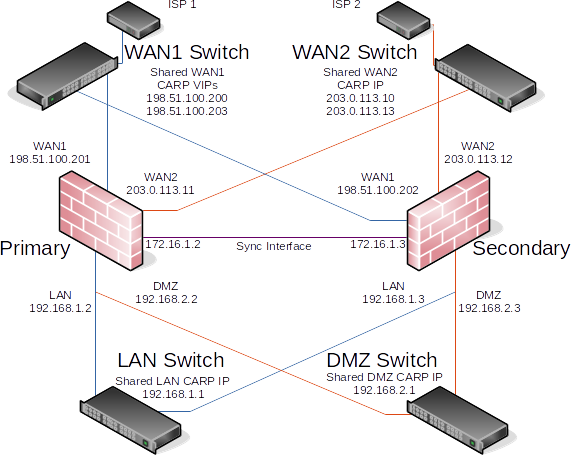 ISP 1
ISP 2
WAN1 Switch
WAN2 Switch
Shared WAN1
CARP VIPs
198.51.100.200
198.51.100.203
Shared WAN2
CARP IP
203.0.113.10
203.0.113.13
WAN1
198.51.100.201
WAN2
203.0.113.12
WAN2
203.0.113.11
WAN1
198.51.100.202
Primary
172.16.1.2
Sync Interface
172.16.1.3
Secondary
LAN
192.168.1.2
DMZ
192.168.2.2
LAN
192.168.1.3
DMZ
192.168.2.3
LAN Switch
Shared LAN CARP IP
192.168.1.1
DMZ Switch
Shared DMZ CARP IP
192.168.2.1